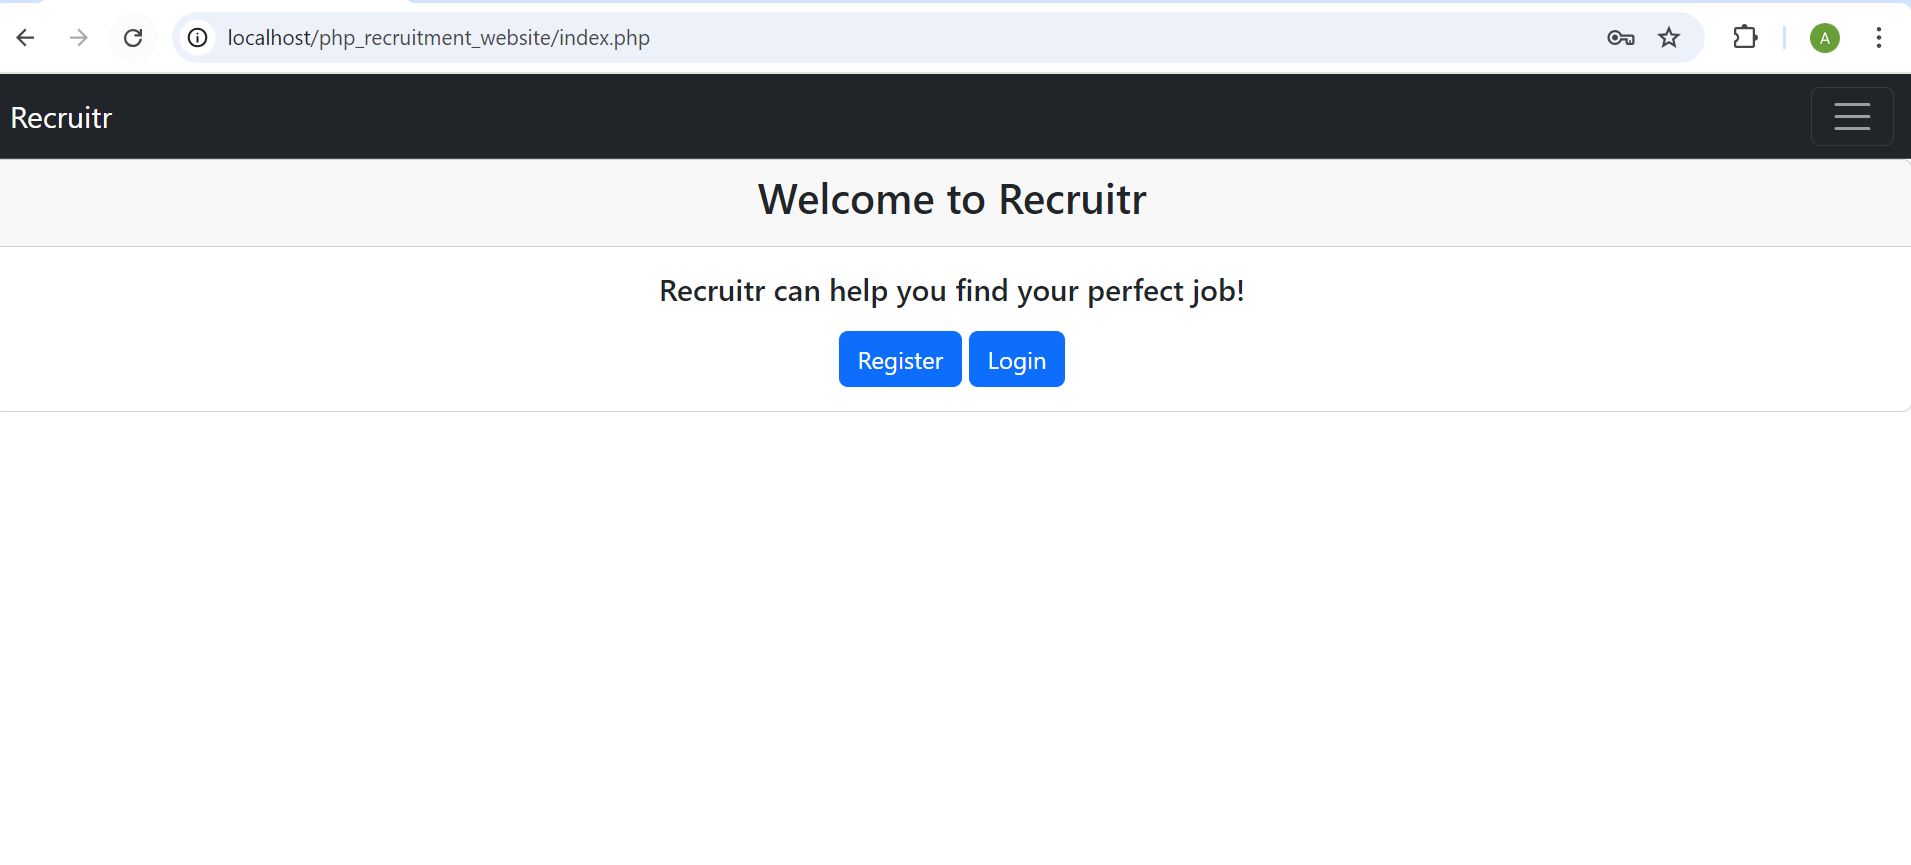 localhost/php_recruitment_website/index.php
A
Recruitr
Welcome to Recruitr
Recruitr can help you find your perfect job!
Register Login